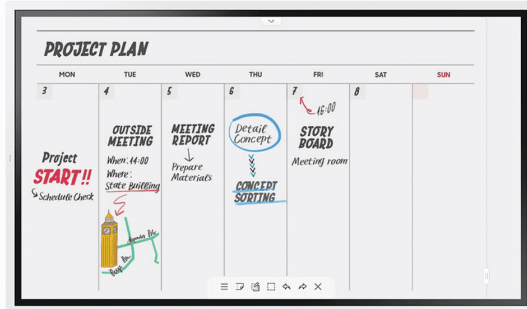 PROJECT PLAN
MON TUE WED THU FRI SAT SUN
3 4 5 6 7 8
16:00
Project
START!!
Schedule Check
OUTSIDE
MEETING
When: 14:00
Where:
State Building
MEETING
REPORT
Prepare
Materials
Detail
Concept
CONCEPT
SORTING
STORY
BOARD
Meeting room